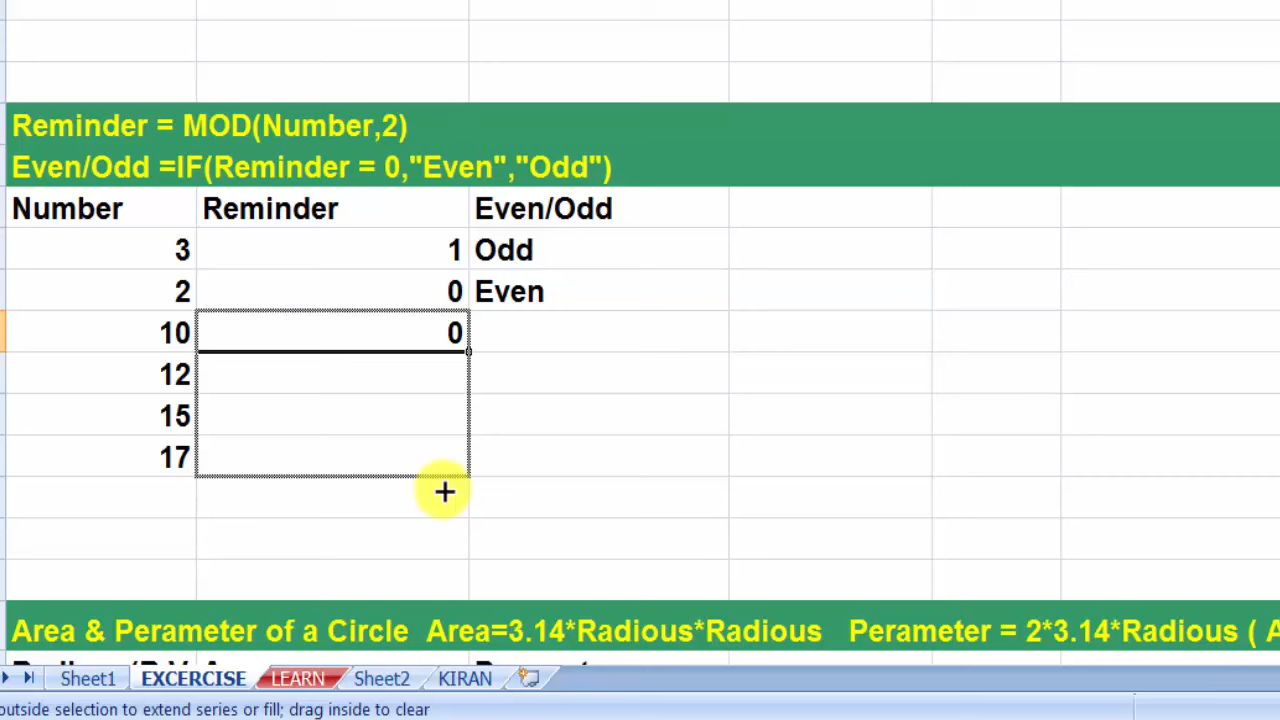 Reminder = MOD(Number,2)
Even/Odd =IF(Reminder = 0,"Even","Odd")
Number Reminder Even/Odd
3 1 Odd
2 0 Even
10 0
12
15
17
Area & Perameter of a Circle Area=3.14*Radious*Radious Perameter = 2*3.14*Radious ( A
Sheet1 EXCERCISE LEARN Sheet2 KIRAN
outside selection to extend series or fill; drag inside to clear